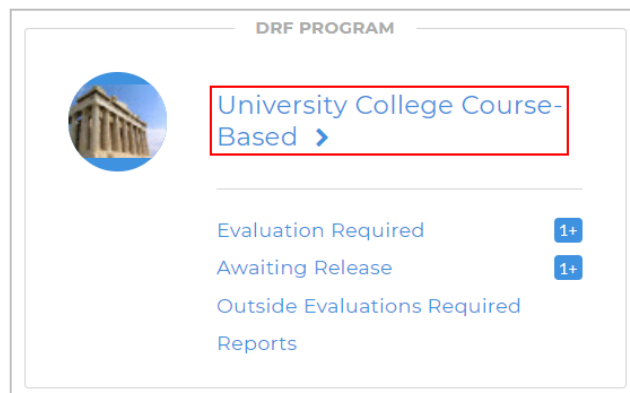 DRF PROGRAM
University College Course-
Based
Evaluation Required 1+
Awaiting Release 1+
Outside Evaluations Required
Reports